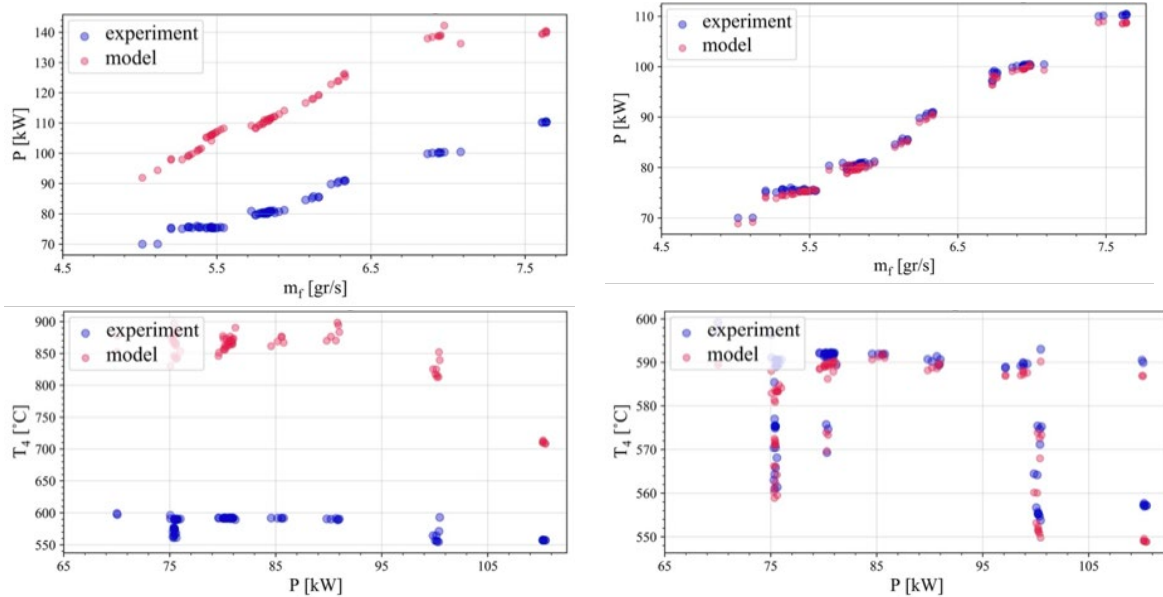 140
130
120
110
100
90
80
70
P [kW]
experiment
model
4.5 5.5 6.5 7.5
m_f [gr/s]
110
100
90
80
70
P [kW]
experiment
model
4.5 5.5 6.5 7.5
m_f [gr/s]
900
850
800
750
700
650
600
550
T_4 [°C]
experiment
model
65 75 85 95 105
P [kW]
600
590
580
570
560
550
T_4 [°C]
experiment
model
65 75 85 95 105
P [kW]